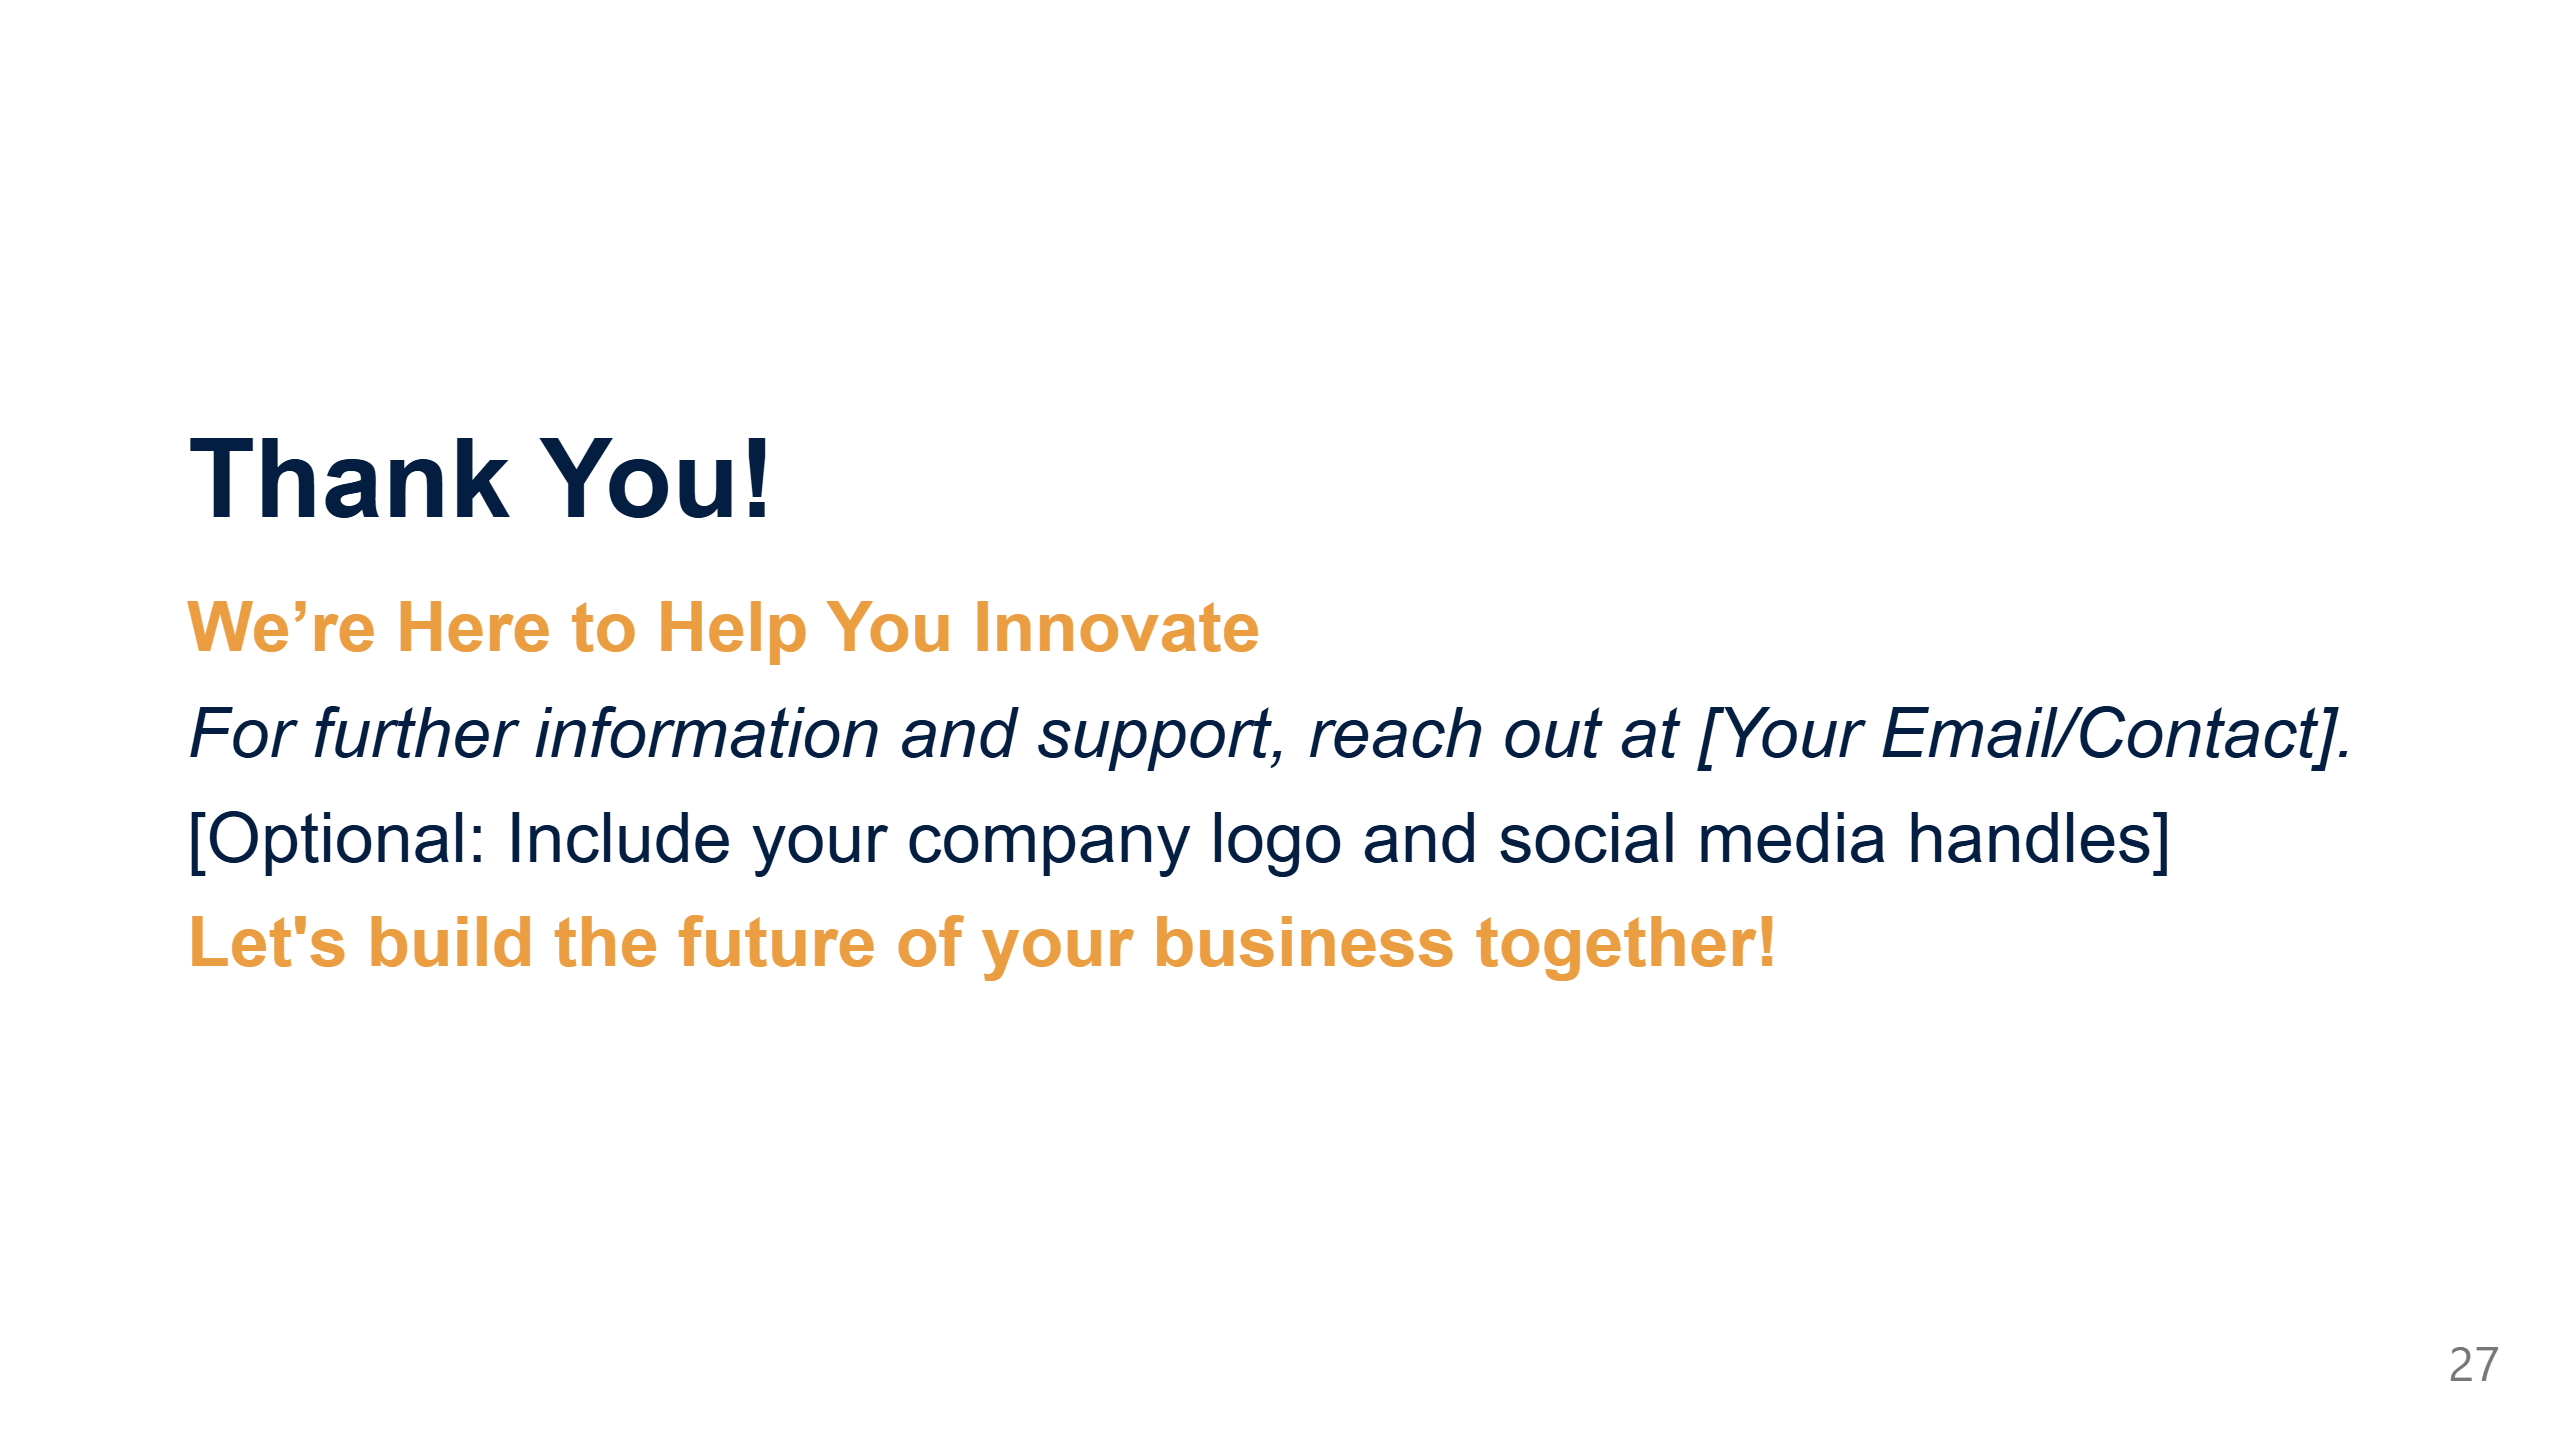 Thank You!
We’re Here to Help You Innovate
For further information and support, reach out at [Your Email/Contact].
[Optional: Include your company logo and social media handles]
Let's build the future of your business together!
27